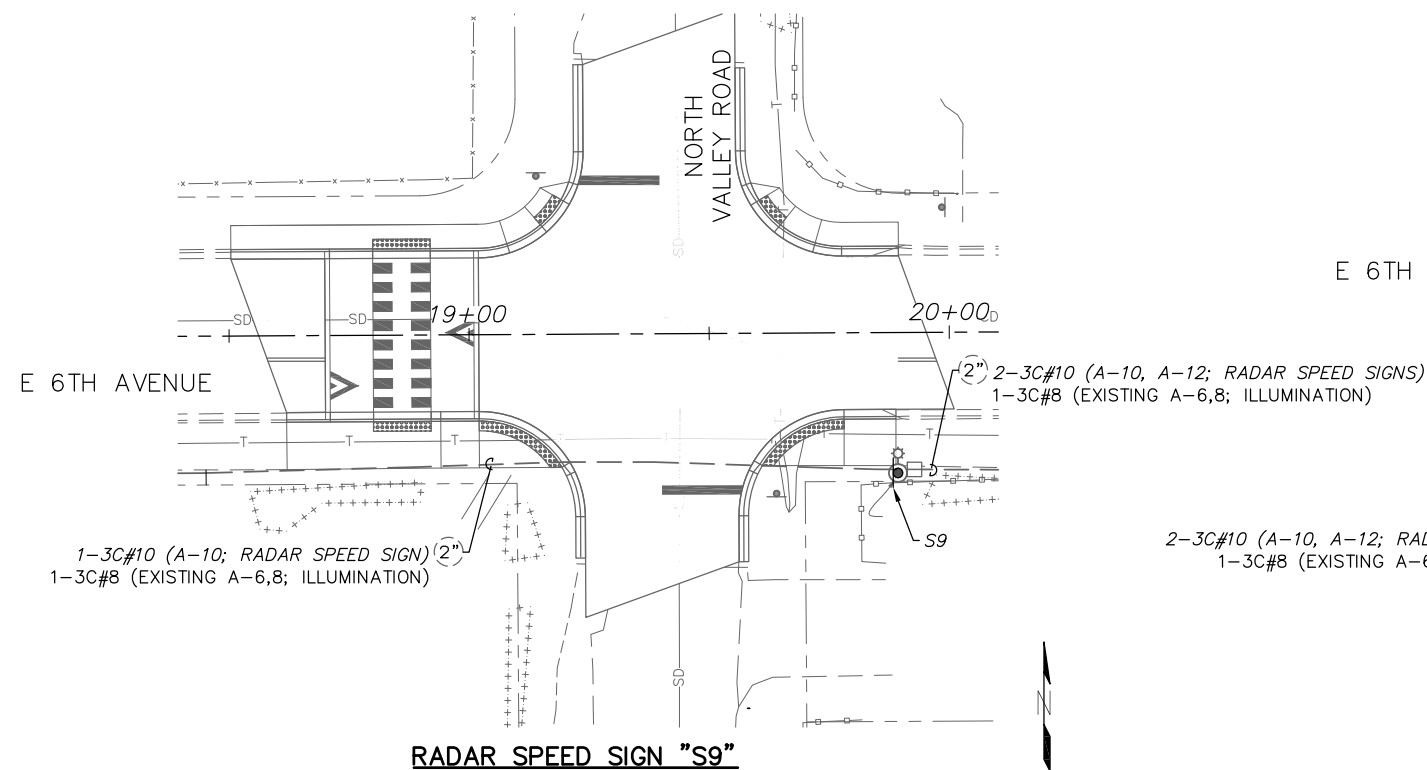 NORTH
VALLEY ROAD
SD
E 6TH
19+00
20+00
SD
SD
SD
E 6TH AVENUE
2" 2-3C#10 (A-10, A-12; RADAR SPEED SIGNS)
1-3C#8 (EXISTING A-6,8; ILLUMINATION)
T
T
T
T
T
T
T
S9
1-3C#10 (A-10; RADAR SPEED SIGN) 2"
1-3C#8 (EXISTING A-6,8; ILLUMINATION)
2-3C#10 (A-10, A-12; RAD
1-3C#8 (EXISTING A-6
SD
N
RADAR SPEED SIGN "S9"